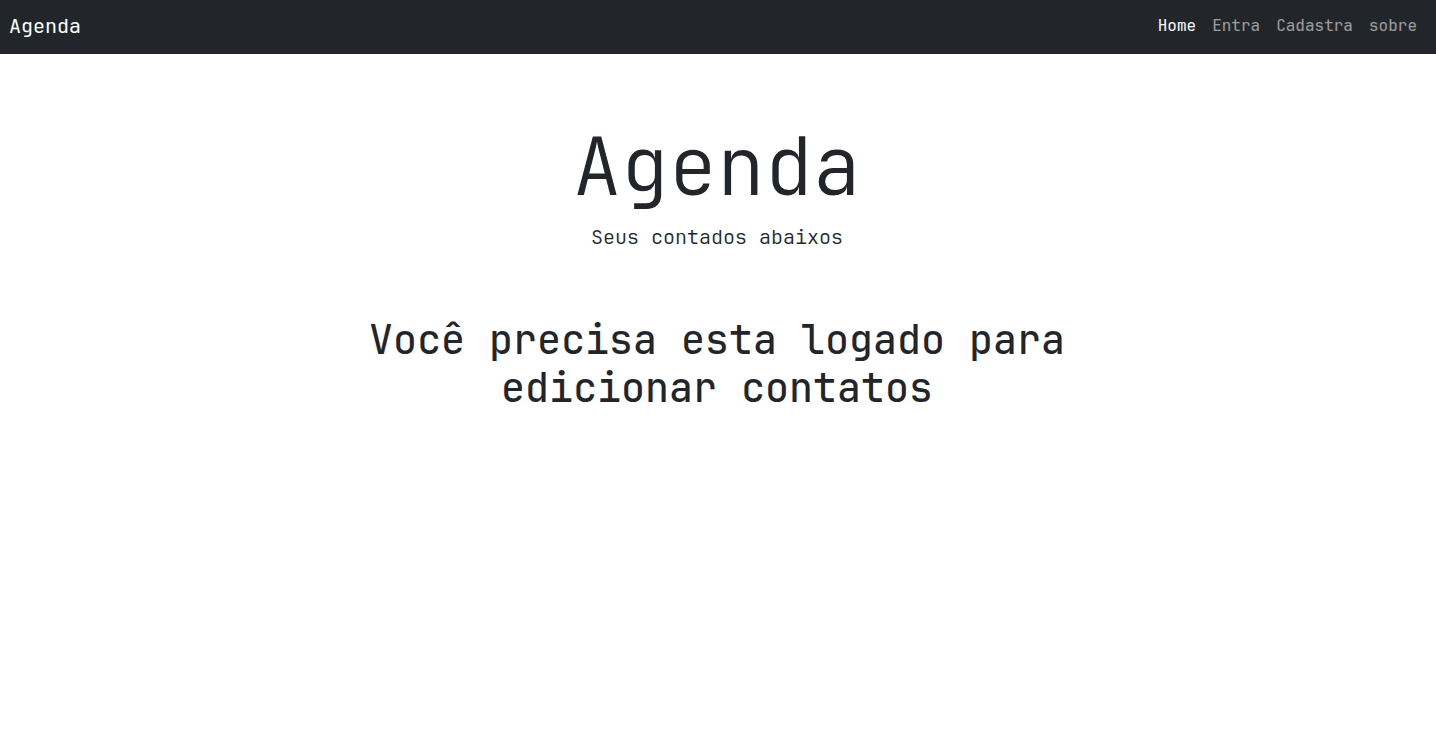 Agenda
Home Entra Cadastra sobre
Agenda
Seus contados abaixos
Você precisa esta logado para
edicionar contatos